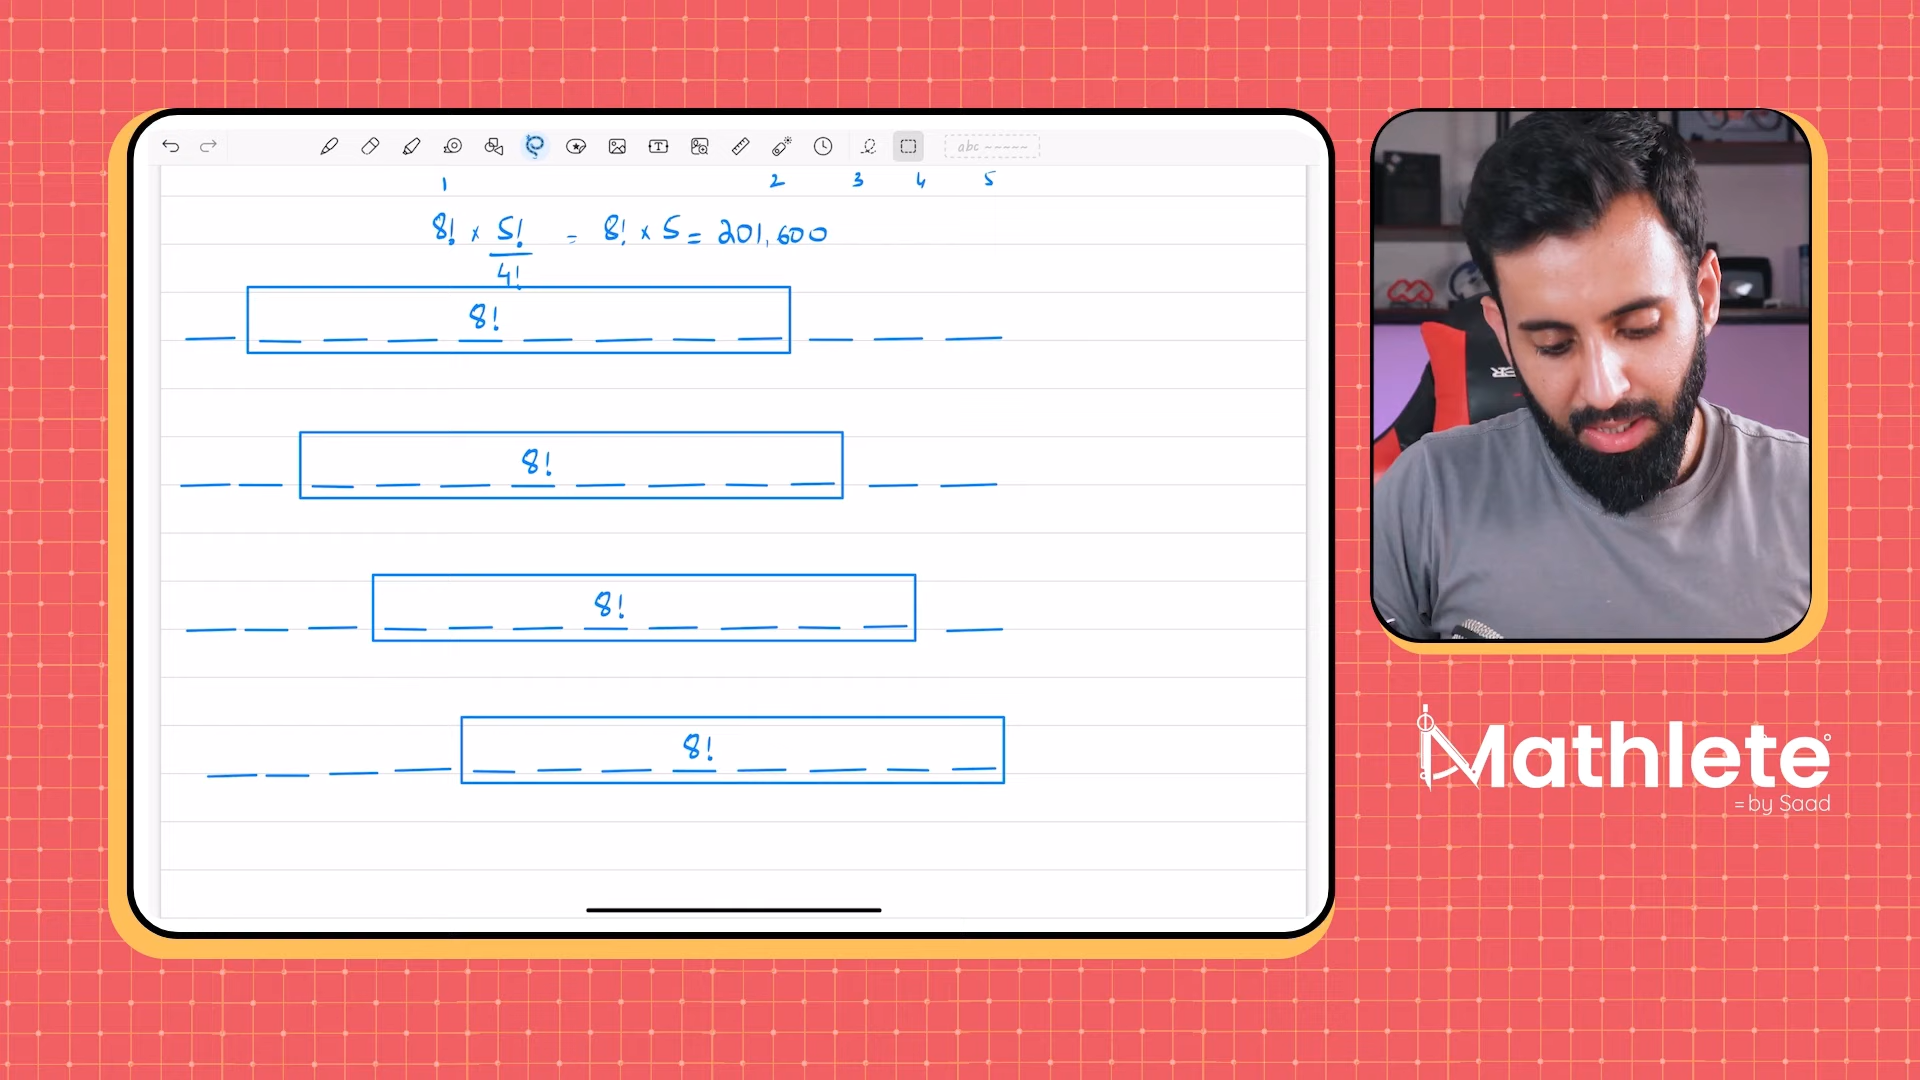 abc ~~~~~
1 2 3 4 5
8! × 5!/4! = 8! × 5 = 201,600
8!
8!
8!
8!
Mathlete
=by Saad